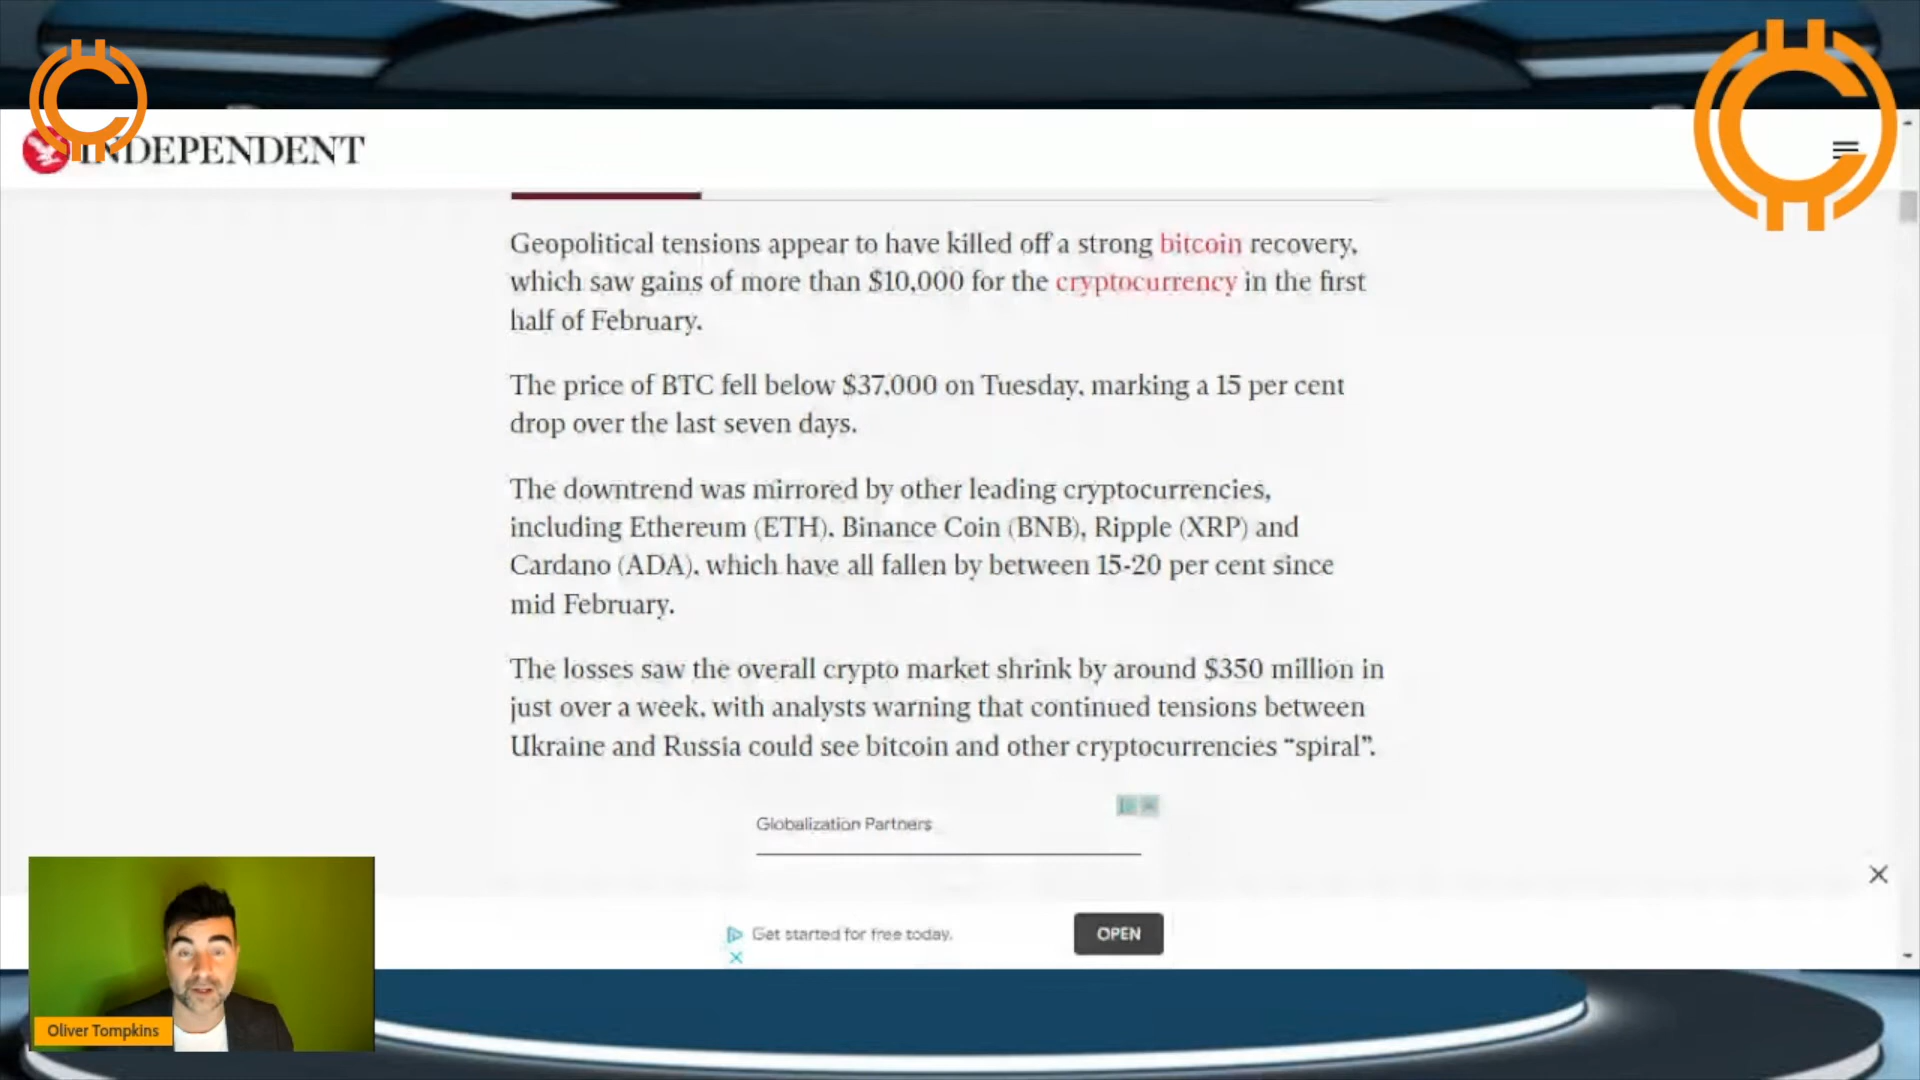 INDEPENDENT
Geopolitical tensions appear to have killed off a strong bitcoin recovery,
which saw gains of more than $10,000 for the cryptocurrency in the first
half of February.
The price of BTC fell below $37,000 on Tuesday, marking a 15 per cent
drop over the last seven days.
The downtrend was mirrored by other leading cryptocurrencies,
including Ethereum (ETH), Binance Coin (BNB), Ripple (XRP) and
Cardano (ADA), which have all fallen by between 15-20 per cent since
mid February.
The losses saw the overall crypto market shrink by around $350 million in
just over a week, with analysts warning that continued tensions between
Ukraine and Russia could see bitcoin and other cryptocurrencies “spiral”.
Globalization Partners
Get started for free today.
OPEN
Oliver Tompkins